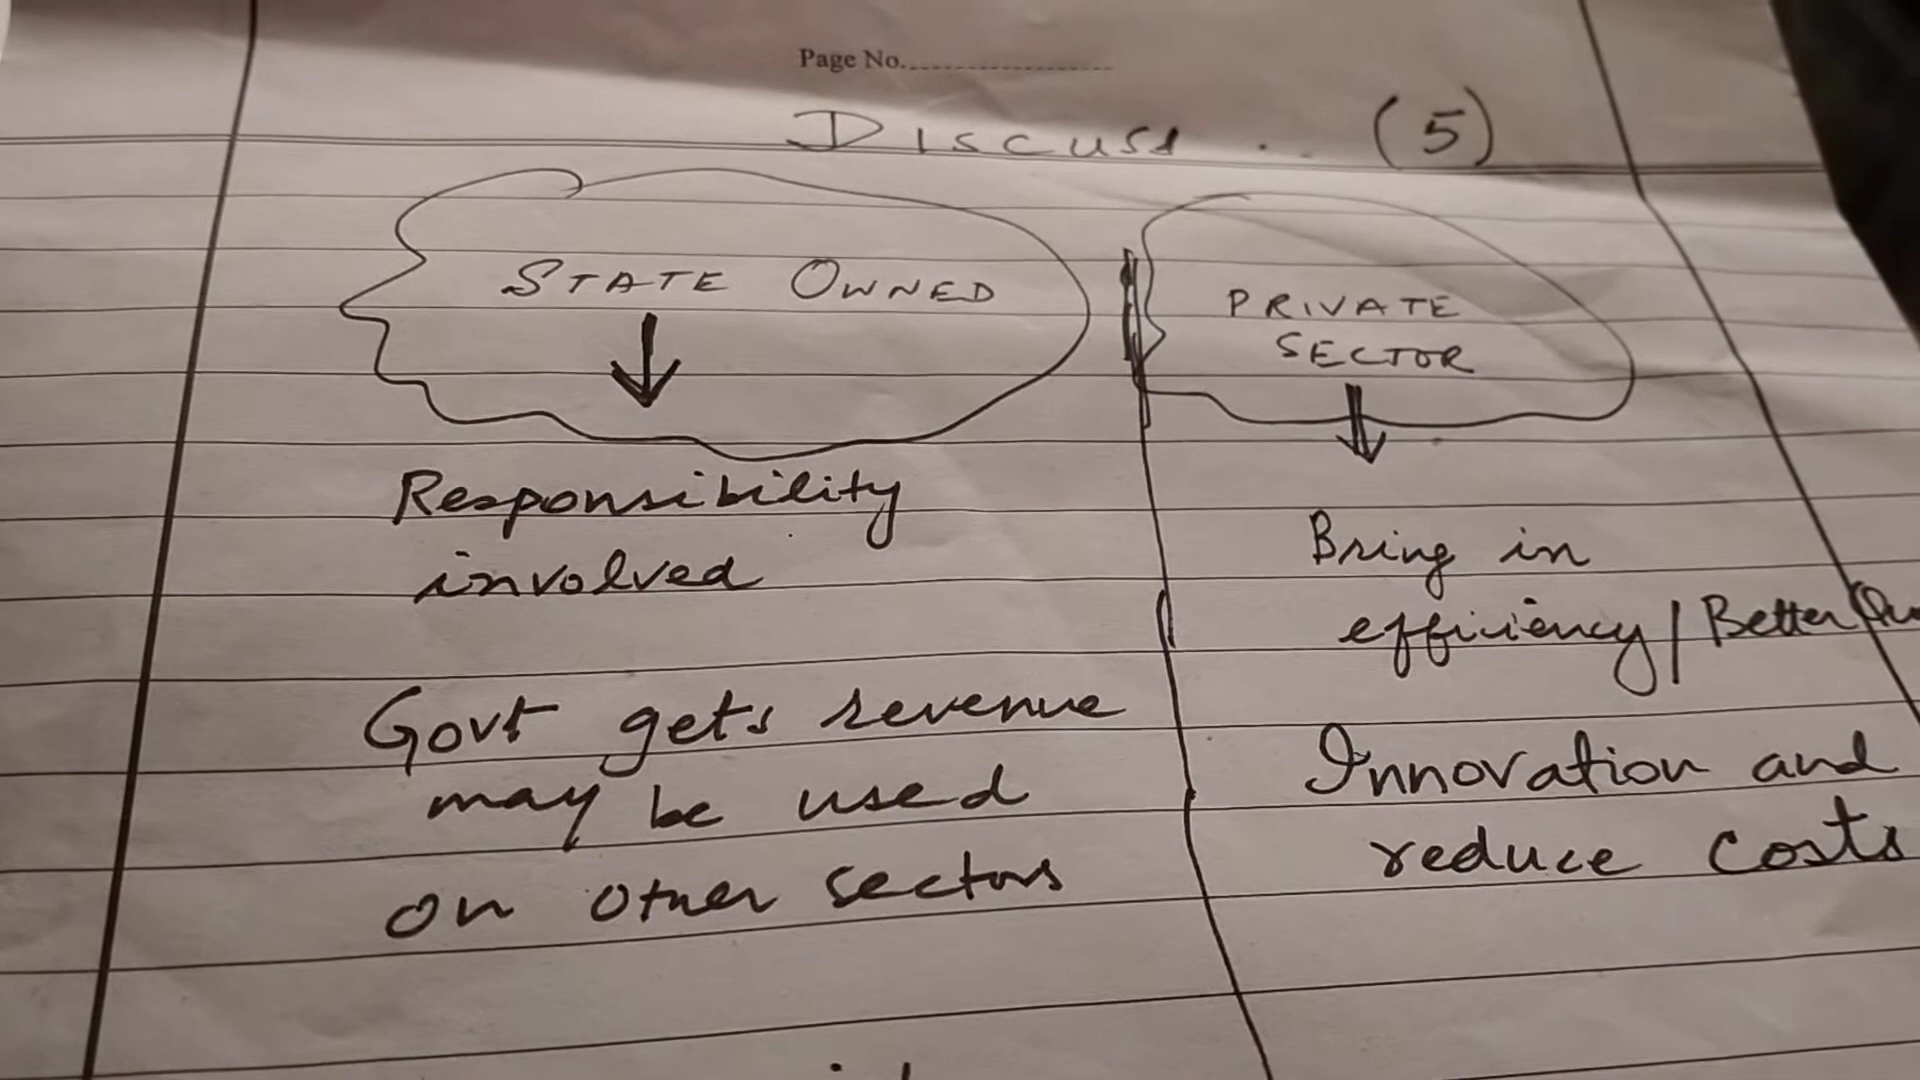 Page No.
Discuss .. (5)
STATE OWNED
Responsibility
involved
Govt gets revenue
may be used
on other sectors
PRIVATE
SECTOR
Bring in
efficiency / Better
Innovation and
reduce costs